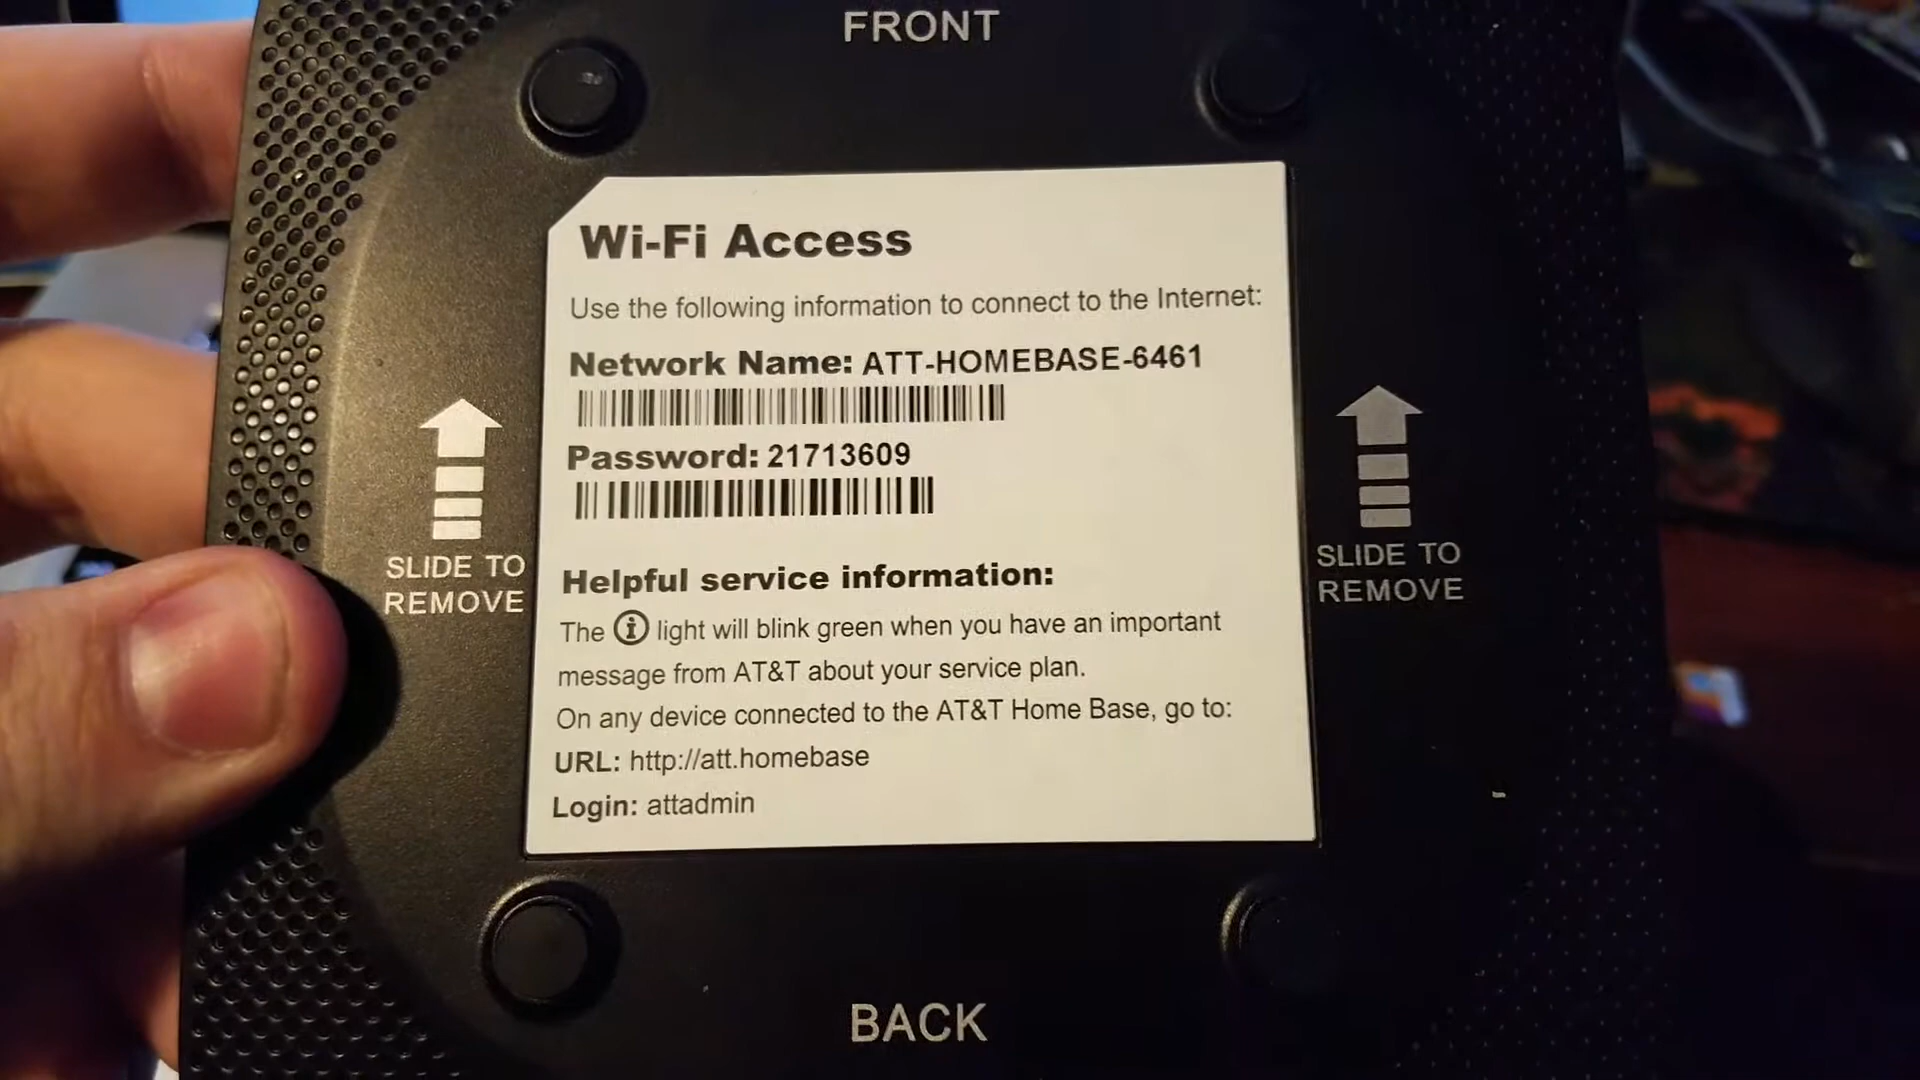 FRONT
Wi-Fi Access
Use the following information to connect to the Internet:
Network Name: ATT-HOMEBASE-6461
Password: 21713609
SLIDE TO
REMOVE
SLIDE TO
REMOVE
Helpful service information:
The i light will blink green when you have an important
message from AT&T about your service plan.
On any device connected to the AT&T Home Base, go to:
URL: http://att.homebase
Login: attadmin
BACK